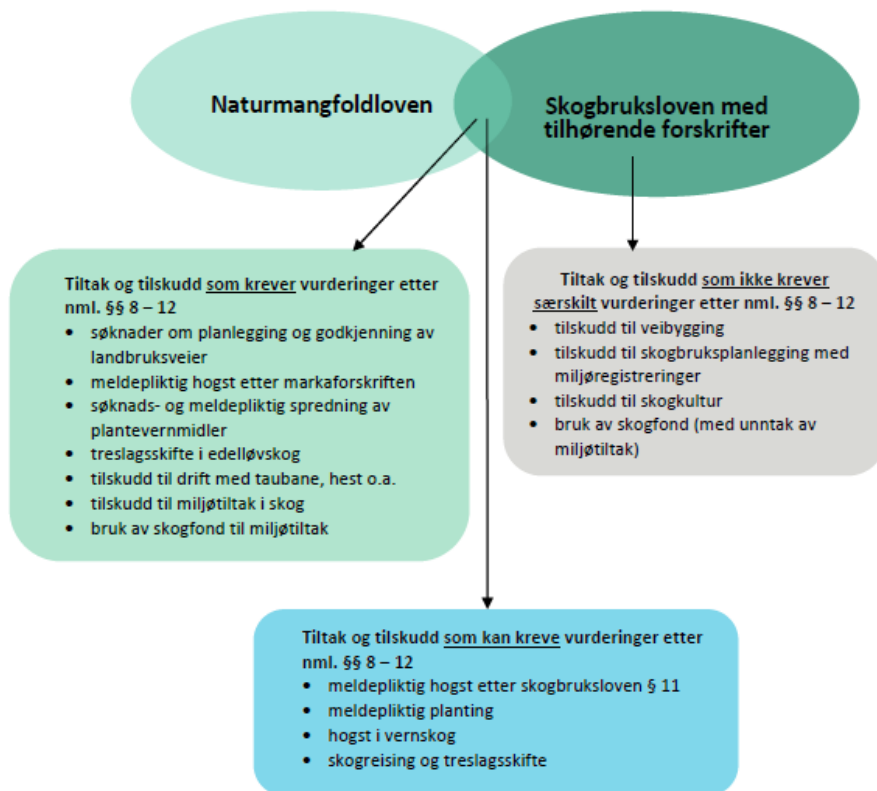 Naturmangfoldloven
Skogbruksloven med
tilhørende forskrifter
Tiltak og tilskudd som krever vurderinger etter
nml. §§ 8 – 12
• søknader om planlegging og godkjenning av
landbruksveier
• meldepliktig hogst etter markaforskriften
• søknads- og meldepliktig spredning av
plantevernmidler
• treslagsskifte i edelløvskog
• tilskudd til drift med taubane, hest o.a.
• tilskudd til miljøtiltak i skog
• bruk av skogfond til miljøtiltak
Tiltak og tilskudd som ikke krever
særskilt vurderinger etter nml. §§ 8 – 12
• tilskudd til veibygging
• tilskudd til skogbruksplanlegging med
miljøregistreringer
• tilskudd til skogkultur
• bruk av skogfond (med unntak av
miljøtiltak)
Tiltak og tilskudd som kan kreve vurderinger etter
nml. §§ 8 – 12
• meldepliktig hogst etter skogbruksloven § 11
• meldepliktig planting
• hogst i vernskog
• skogreising og treslagsskifte